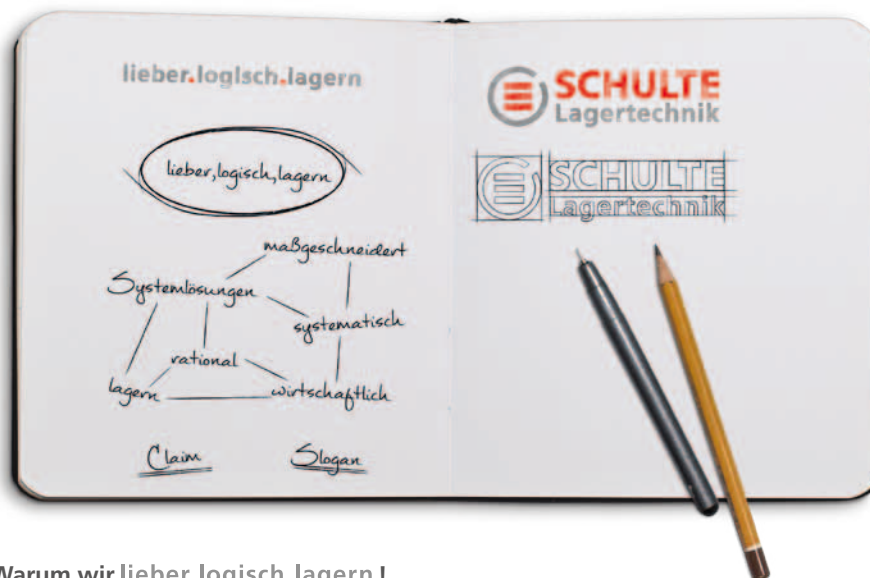 lieber.logisch.lagern
lieber,logisch,lagern
maßgeschneidert
Systemlösungen
systematisch
rational
lagern
wirtschaftlich
Claim Slogan
SCHULTE
Lagertechnik
SCHULTE
Lagertechnik
Warum wir lieber logisch lagern !